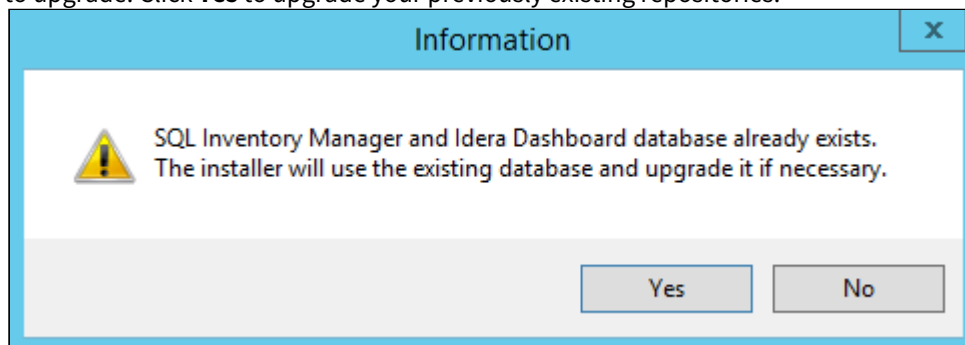 to upgrade. Click Yes to upgrade your previously existing repositories.
Information
x
SQL Inventory Manager and Idera Dashboard database already exists.
The installer will use the existing database and upgrade it if necessary.
Yes No